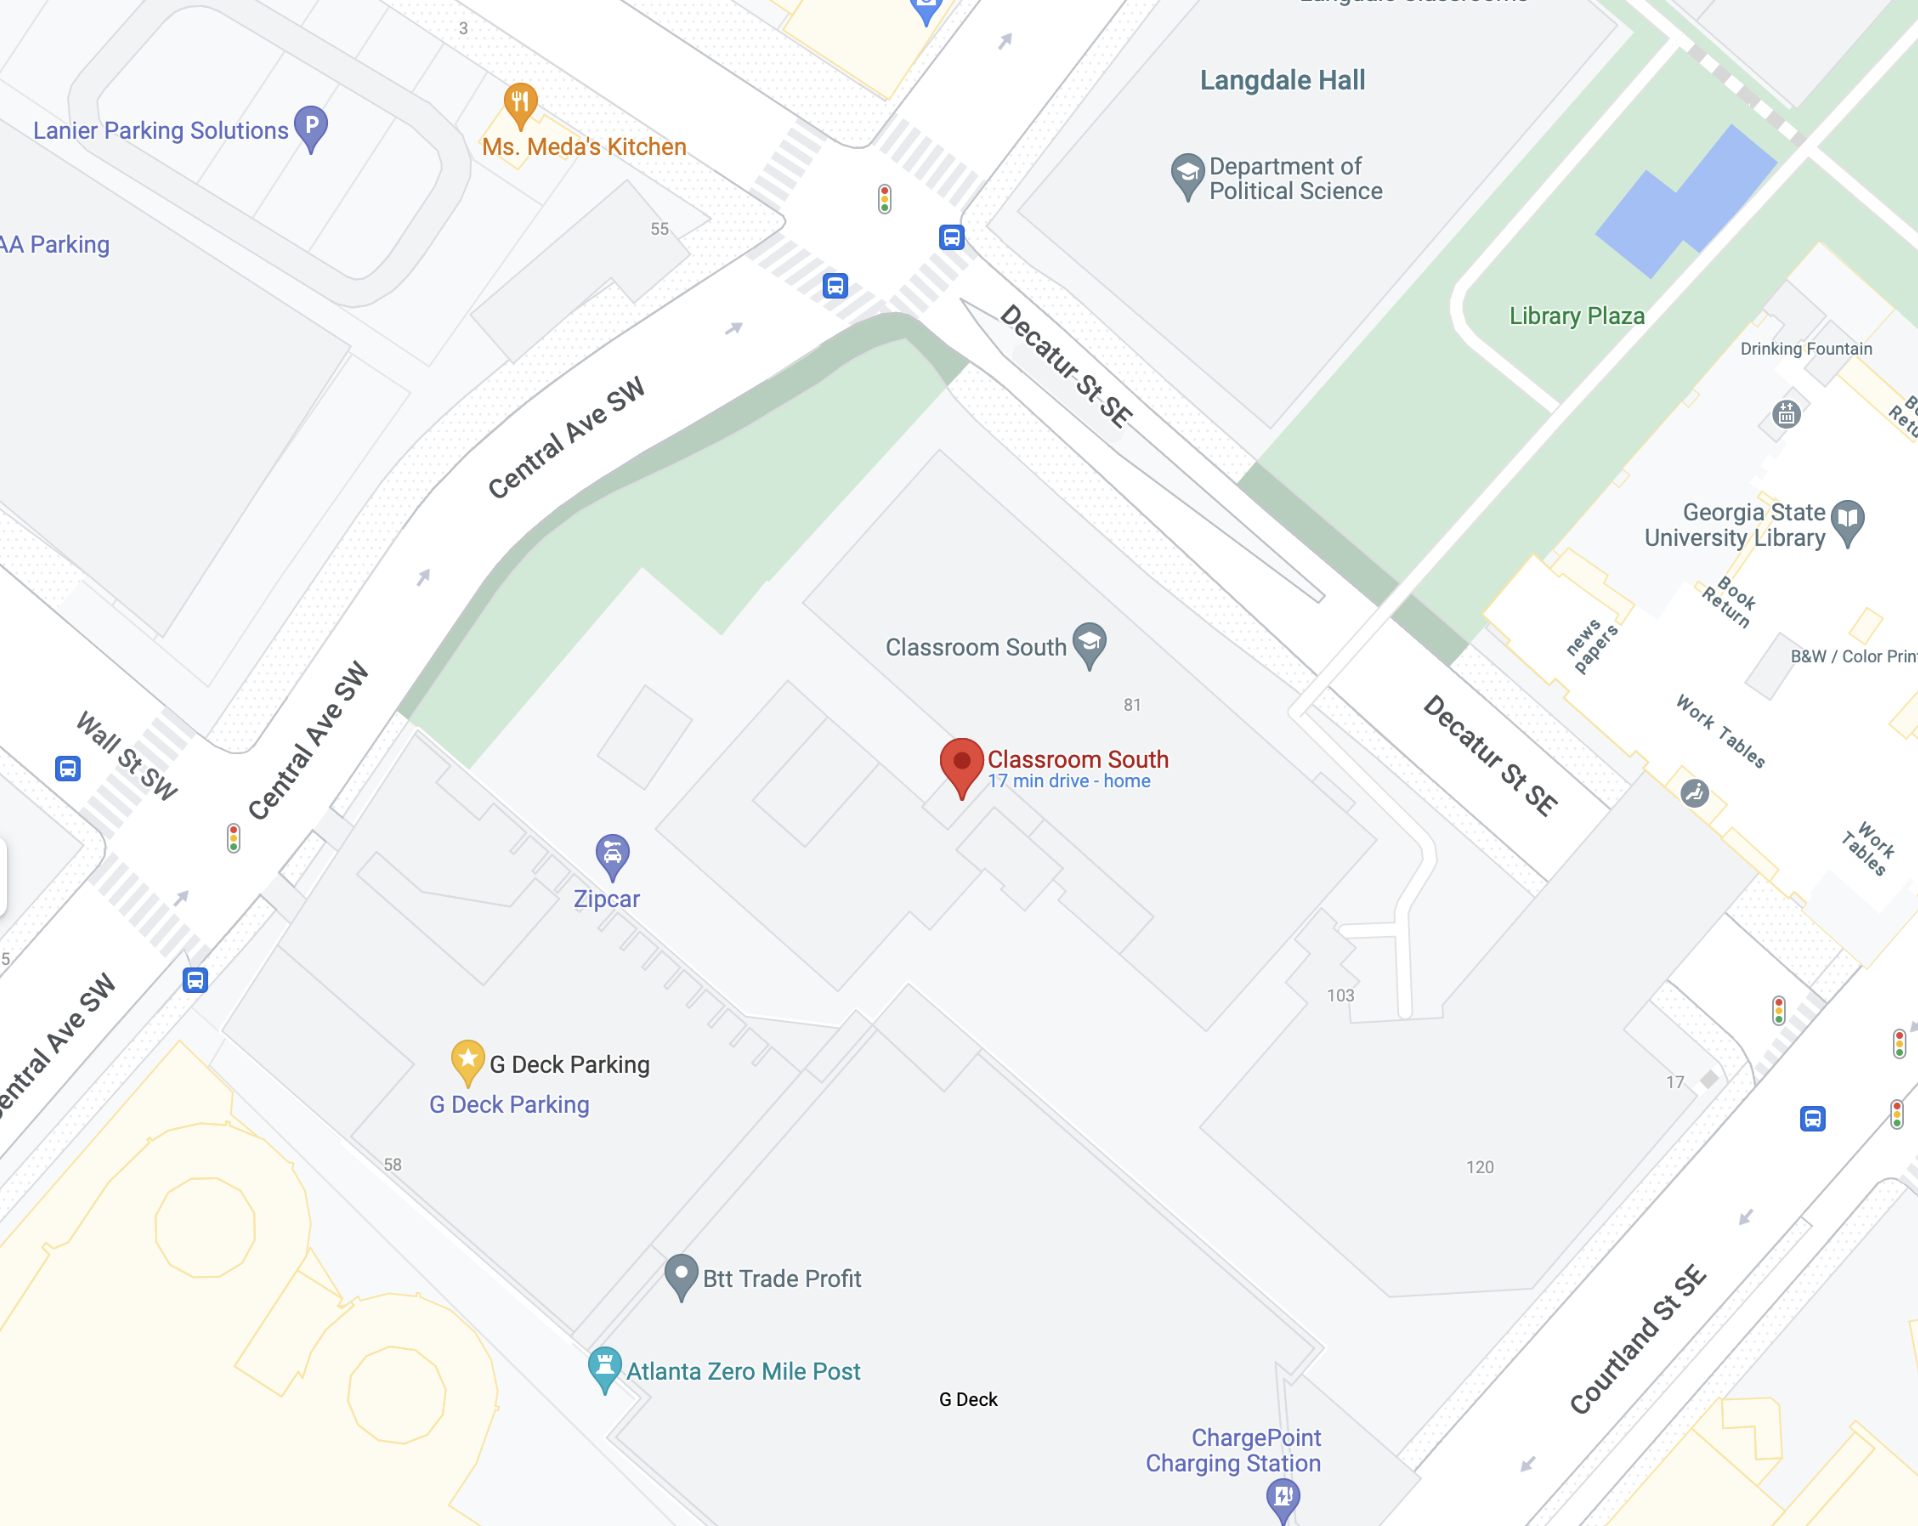 3
Langdale Hall
Lanier Parking Solutions
P
Ms. Meda's Kitchen
Department of
Political Science
55
AA Parking
Library Plaza
Drinking Fountain
Decatur St SE
Central Ave SW
Georgia State
University Library
Book
Return
news
papers
B&W / Color Prin
Classroom South
81
Work Tables
Decatur St SE
Central Ave SW
Wall St SW
Classroom South
17 min drive - home
Work
Tables
Zipcar
5
103
Central Ave SW
G Deck Parking
G Deck Parking
17
58
120
Btt Trade Profit
Atlanta Zero Mile Post
G Deck
Courtland St SE
ChargePoint
Charging Station